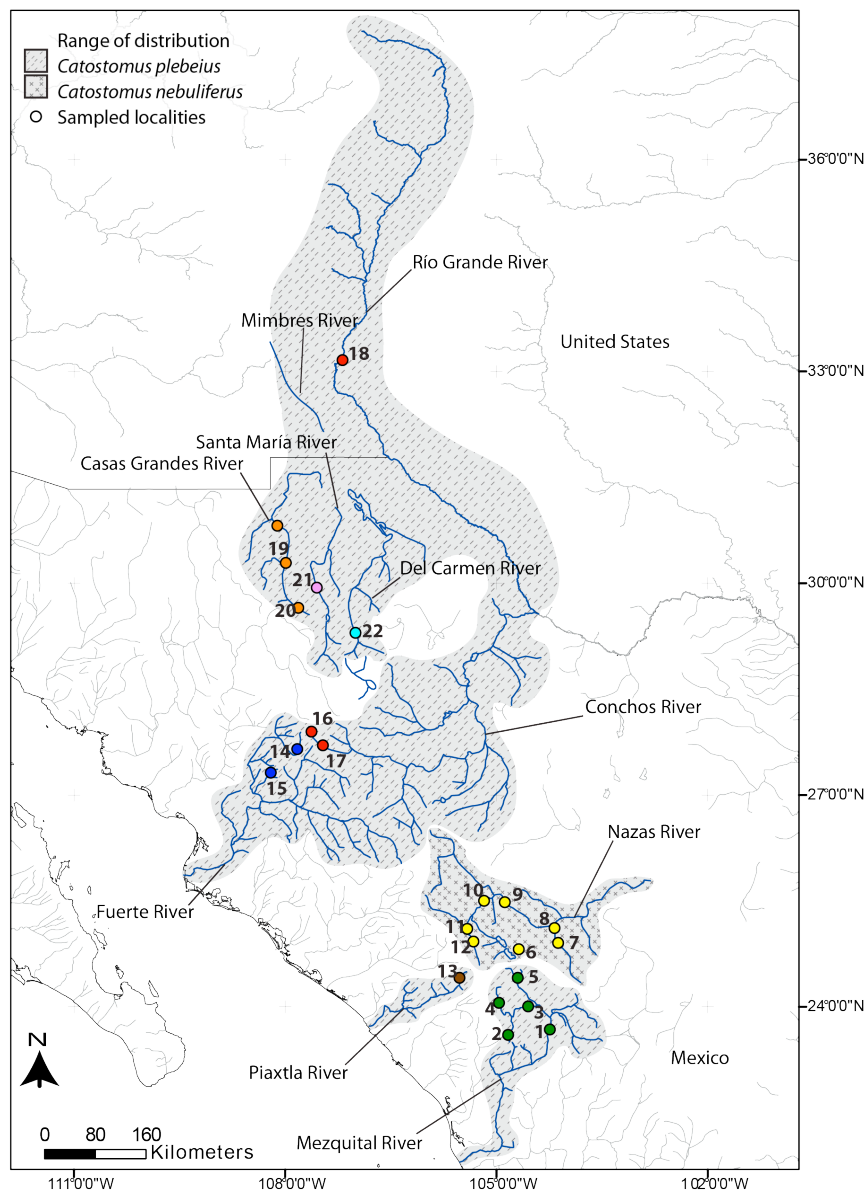 Range of distribution
Catostomus plebeius
Catostomus nebuliferus
Sampled localities
36°0'0"N
Río Grande River
Mimbres River
United States
18
33°0'0"N
Santa María River
Casas Grandes River
19
30°0'0"N
21
Del Carmen River
20
22
Conchos River
16
14
17
15
27°0'0"N
Nazas River
10
9
Fuerte River
8
11
12
7
6
13
5
4
3
24°0'0"N
2
1
N
Mexico
Piaxtla River
0 80 160
Kilometers
Mezquital River
111°0'0"W
108°0'0"W
105°0'0"W
102°0'0"W